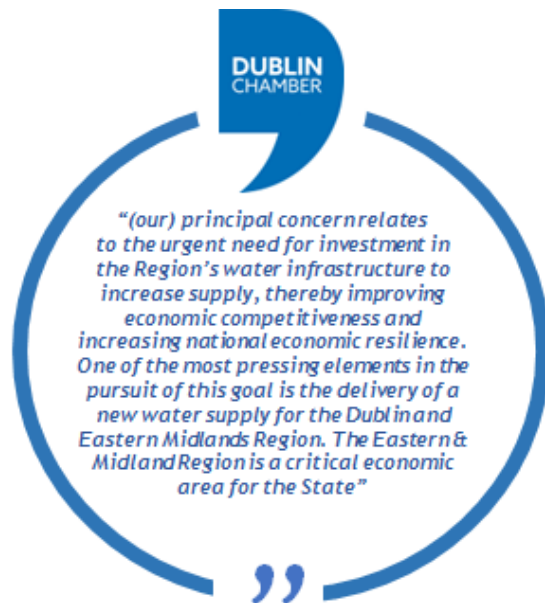 DUBLIN
CHAMBER
“(our) principal concern relates
to the urgent need for investment in
the Region’s water infrastructure to
increase supply, thereby improving
economic competitiveness and
increasing national economic resilience.
One of the most pressing elements in the
pursuit of this goal is the delivery of a
new water supply for the Dublin and
Eastern Midlands Region. The Eastern &
Midland Region is a critical economic
area for the State”
”